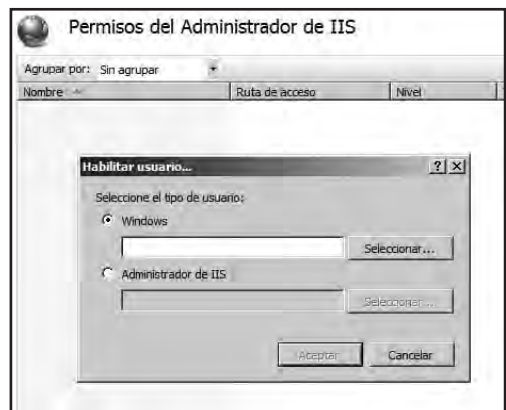 Permisos del Administrador de IIS
Agrupar por: Sin agrupar
Nombre Ruta de acceso Nivel
Habilitar usuario...
Seleccione el tipo de usuario:
Windows
Seleccionar...
Administrador de IIS
Seleccionar...
Aceptar Cancelar